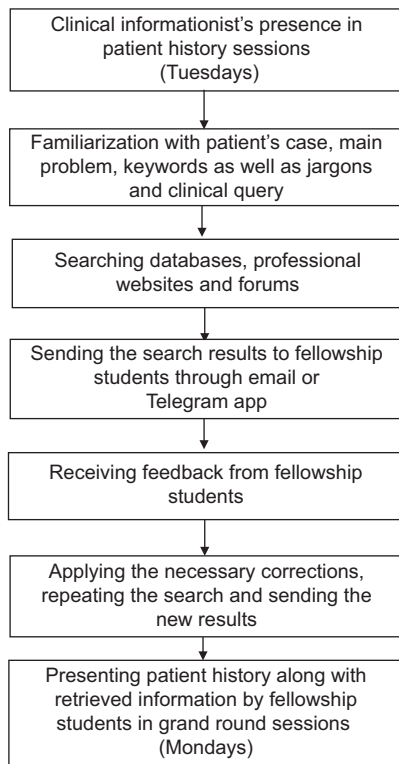 Clinical informationist’s presence in
patient history sessions
(Tuesdays)
Familiarization with patient’s case, main
problem, keywords as well as jargons
and clinical query
Searching databases, professional
websites and forums
Sending the search results to fellowship
students through email or
Telegram app
Receiving feedback from fellowship
students
Applying the necessary corrections,
repeating the search and sending the
new results
Presenting patient history along with
retrieved information by fellowship
students in grand round sessions
(Mondays)